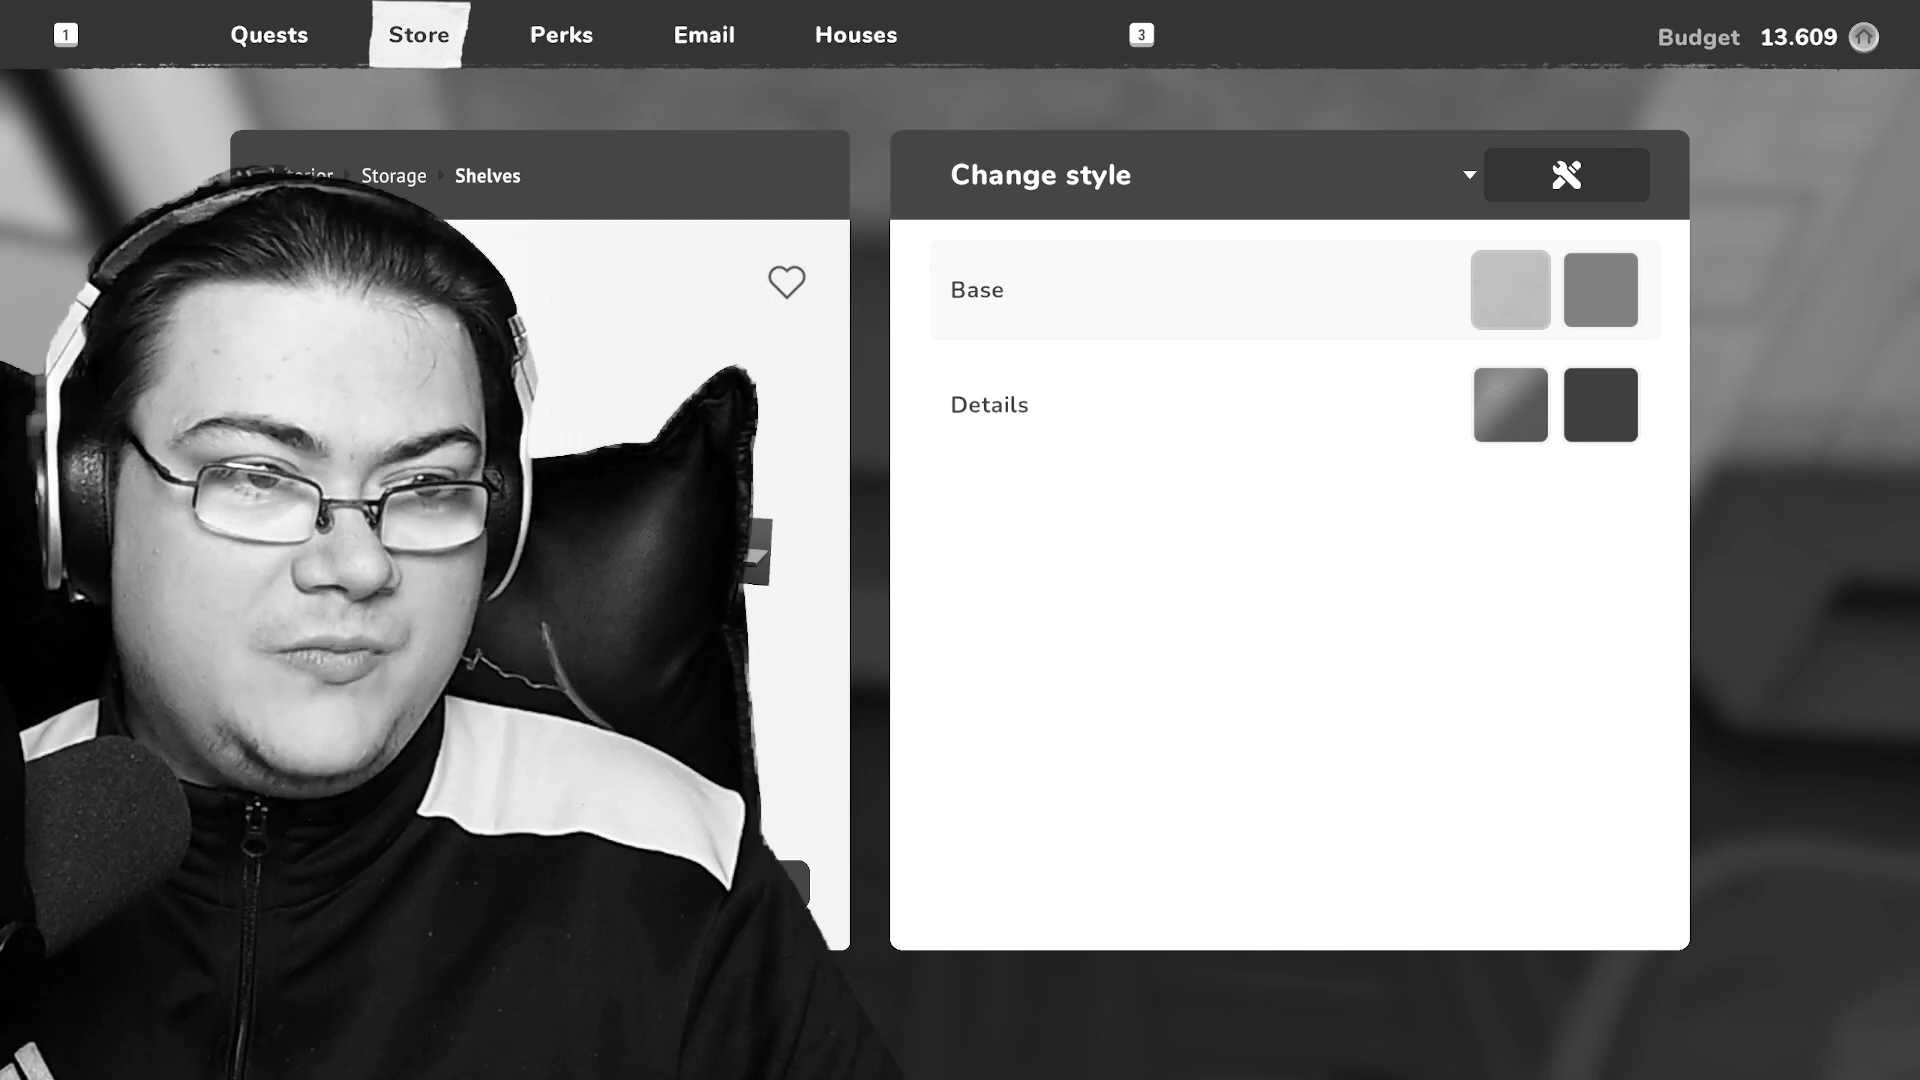 1
Quests
Store
Perks
Email
Houses
3
Budget 13.609
Storage Shelves
Change style
Base
Details